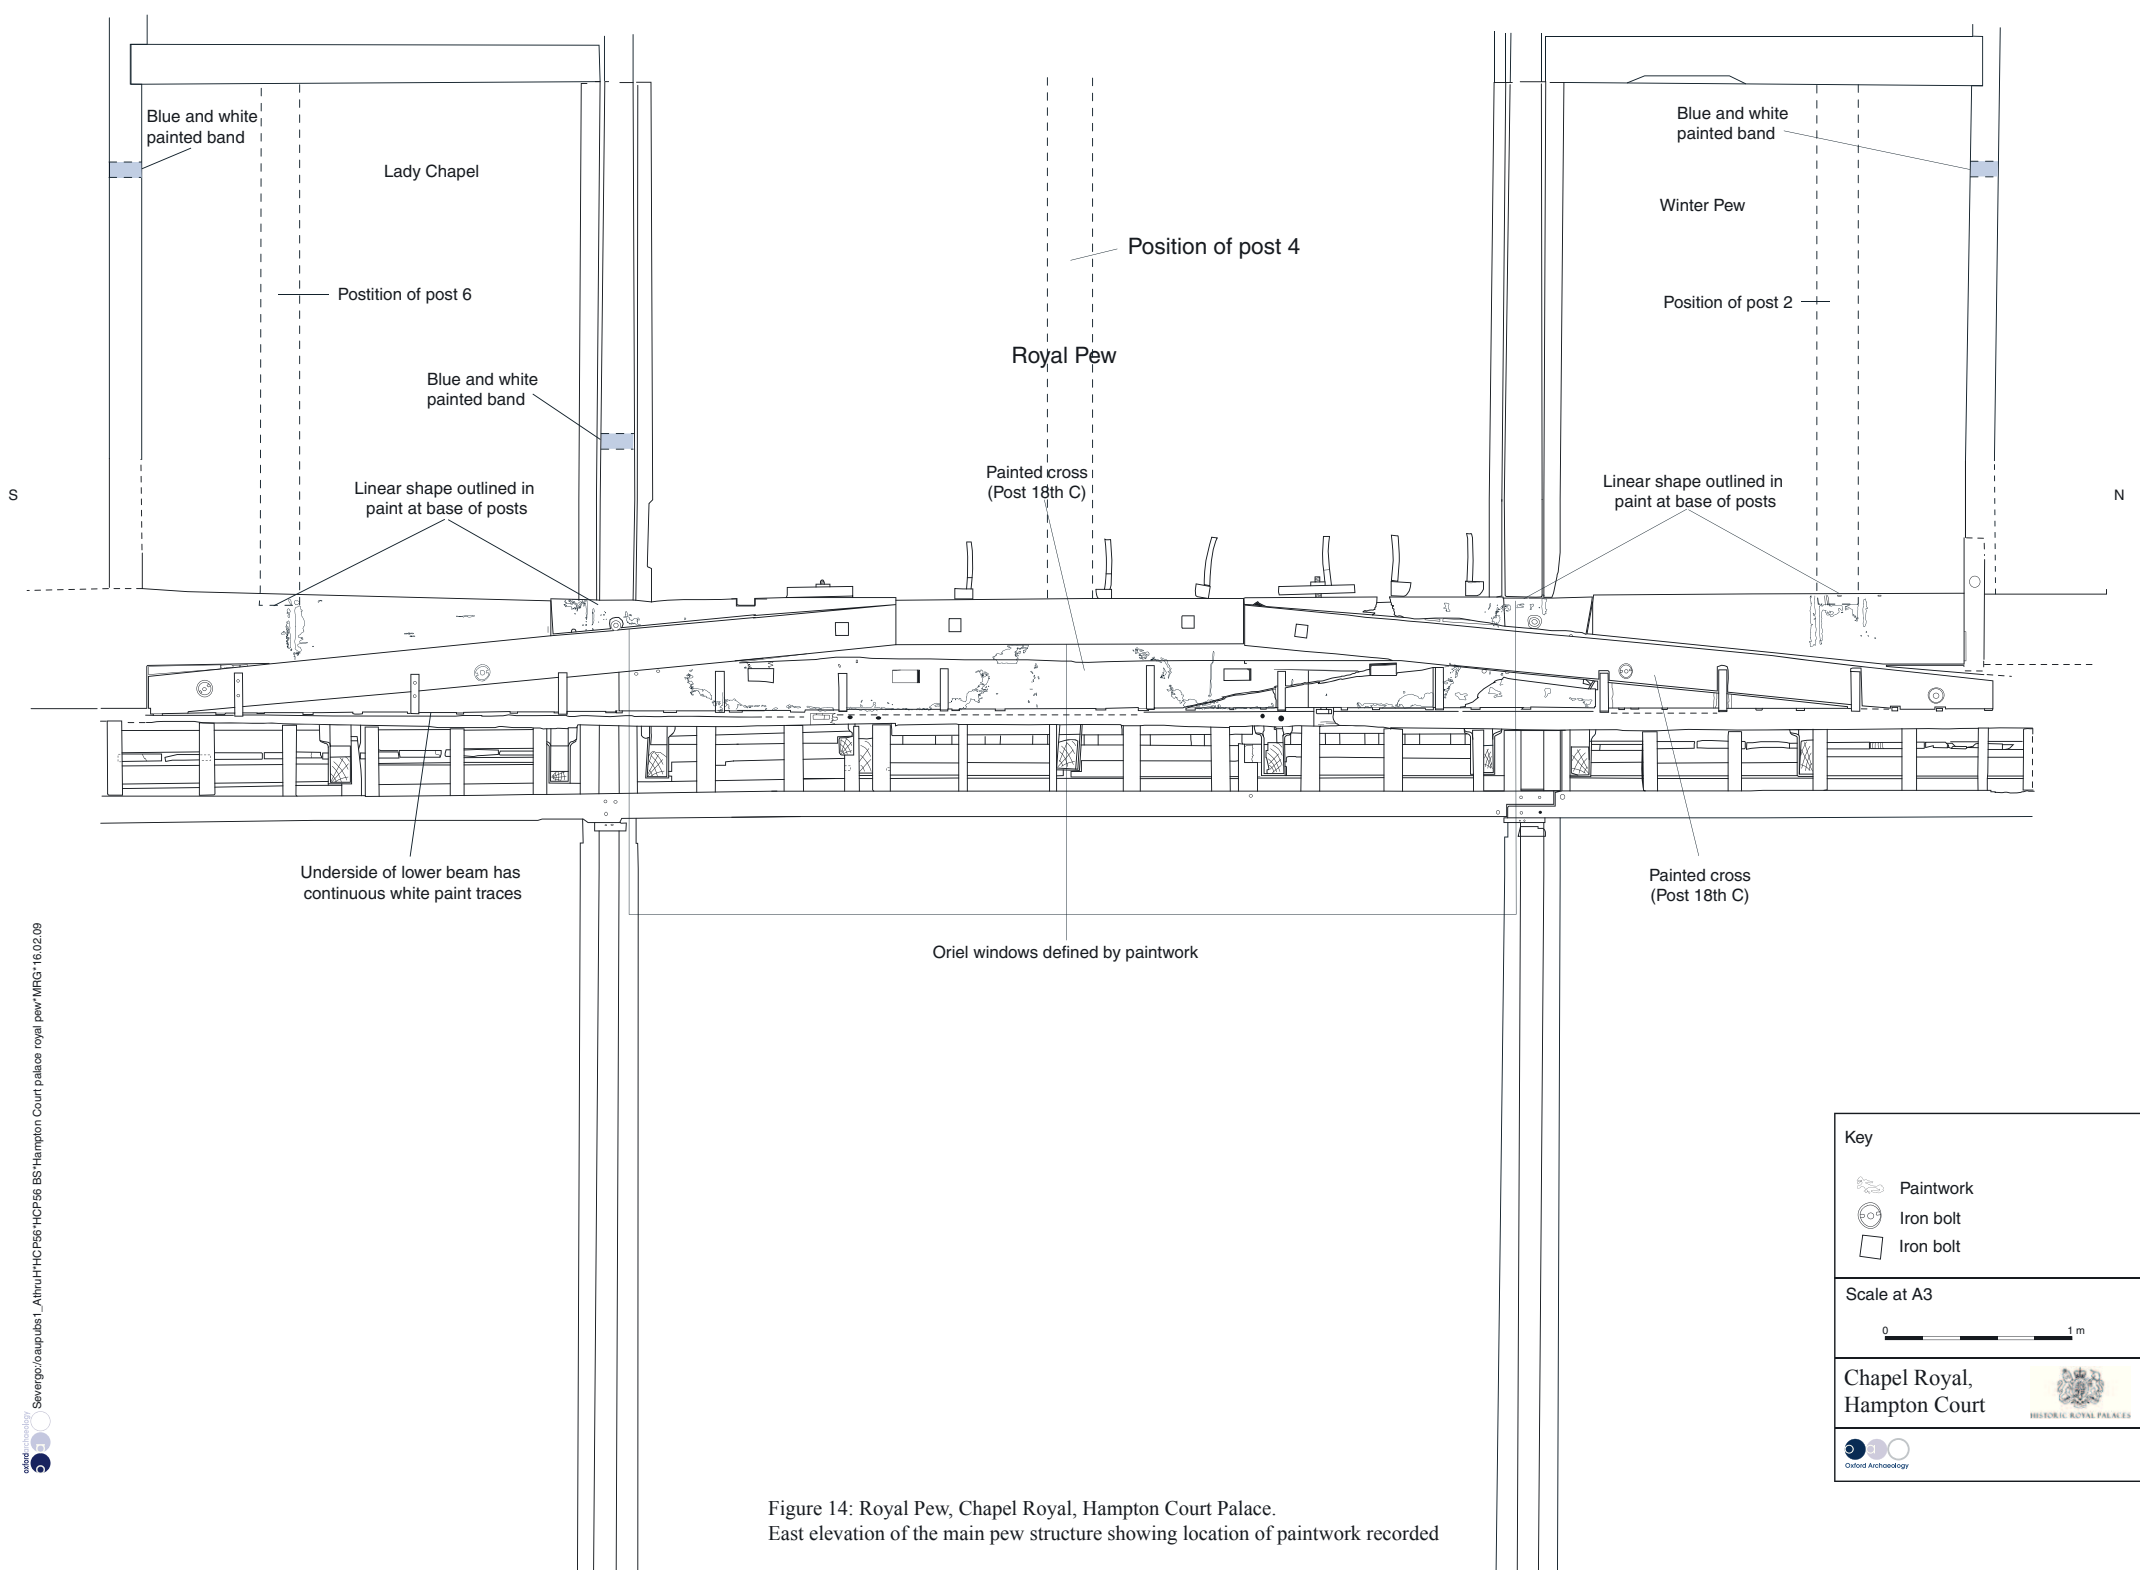 Blue and white
painted band
Lady Chapel
Blue and white
painted band
Winter Pew
Position of post 4
Postition of post 6
Position of post 2
Royal Pew
Blue and white
painted band
Painted cross
(Post 18th C)
Linear shape outlined in
paint at base of posts
Linear shape outlined in
paint at base of posts
S
N
Underside of lower beam has
continuous white paint traces
Painted cross
(Post 18th C)
Oriel windows defined by paintwork
Severgo:/oaupubs1_AthruH*HCP56*HCP56 BS*Hampton Court palace royal pew*MRG*16.02.09
oxfordarchaeology
Key
Paintwork
Iron bolt
Iron bolt
Scale at A3
0 1 m
Chapel Royal,
Hampton Court
HISTORIC ROYAL PALACES
Oxford Archaeology
Figure 14: Royal Pew, Chapel Royal, Hampton Court Palace.
East elevation of the main pew structure showing location of paintwork recorded